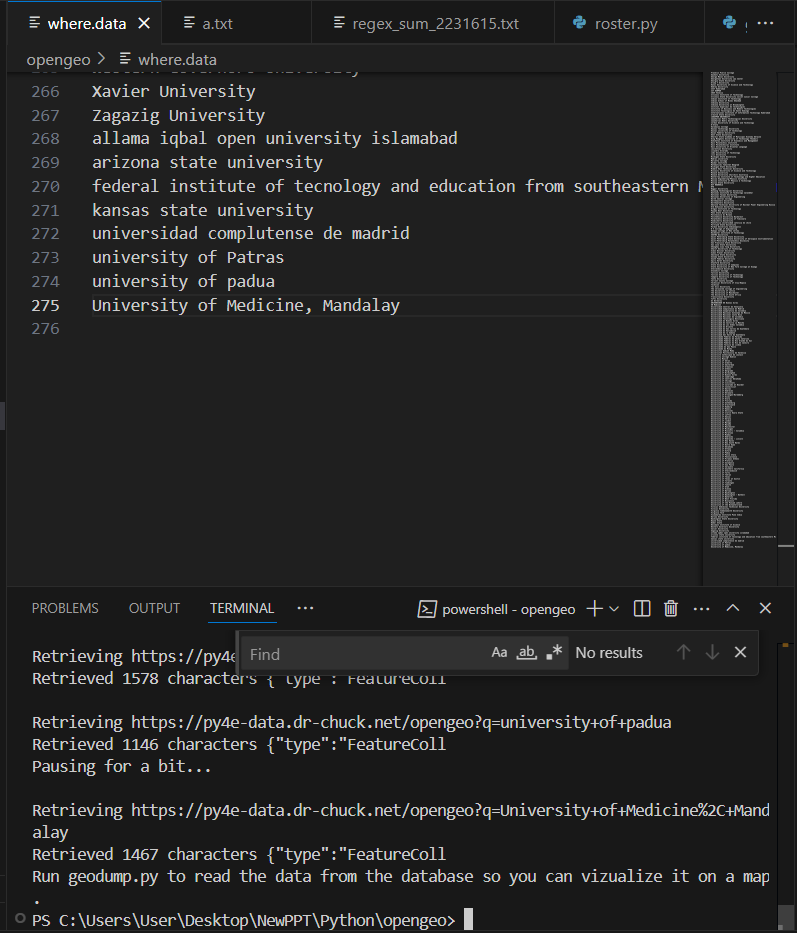 where.data
a.txt
regex_sum_2231615.txt
roster.py
opengeo > where.data
266 Xavier University
267 Zagazig University
268 allama iqbal open university islamabad
269 arizona state university
270 federal institute of tecnology and education from southeastern
271 kansas state university
272 universidad complutense de madrid
273 university of Patras
274 university of padua
275 University of Medicine, Mandalay
276
PROBLEMS OUTPUT TERMINAL ... powershell - opengeo
Find Aa ab No results
Retrieving https://py4e
Retrieved 1578 characters {"type":"FeatureColl
Retrieving https://py4e-data.dr-chuck.net/opengeo?q=university+of+padua
Retrieved 1146 characters {"type":"FeatureColl
Pausing for a bit...
Retrieving https://py4e-data.dr-chuck.net/opengeo?q=University+of+Medicine%2C+Mand
alay
Retrieved 1467 characters {"type":"FeatureColl
Run geodump.py to read the data from the database so you can vizualize it on a map
.
PS C:\Users\User\Desktop\NewPPT\Python\opengeo>